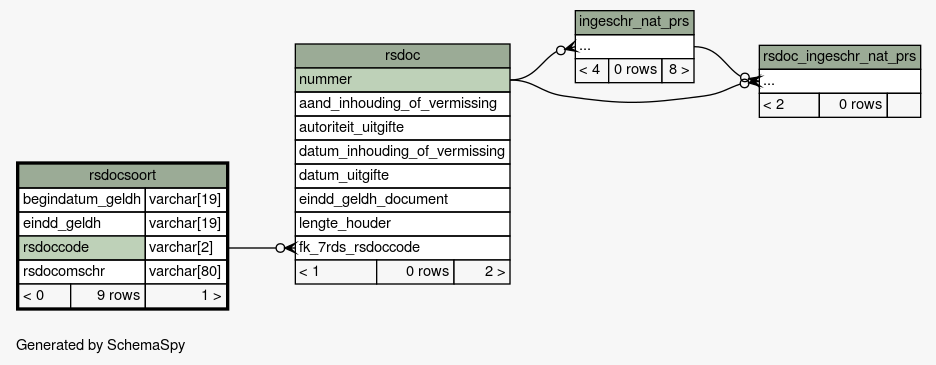 rsdocsoort
begindatum_geldh varchar[19]
eindd_geldh varchar[19]
rsdoccode varchar[2]
rsdocomschr varchar[80]
< 0 9 rows 1 >
rsdoc
nummer
aand_inhouding_of_vermissing
autoriteit_uitgifte
datum_inhouding_of_vermissing
datum_uitgifte
eindd_geldh_document
lengte_houder
fk_7rds_rsdoccode
< 1 0 rows 2 >
ingeschr_nat_prs
...
< 4 0 rows 8 >
rsdoc_ingeschr_nat_prs
...
< 2 0 rows
Generated by SchemaSpy